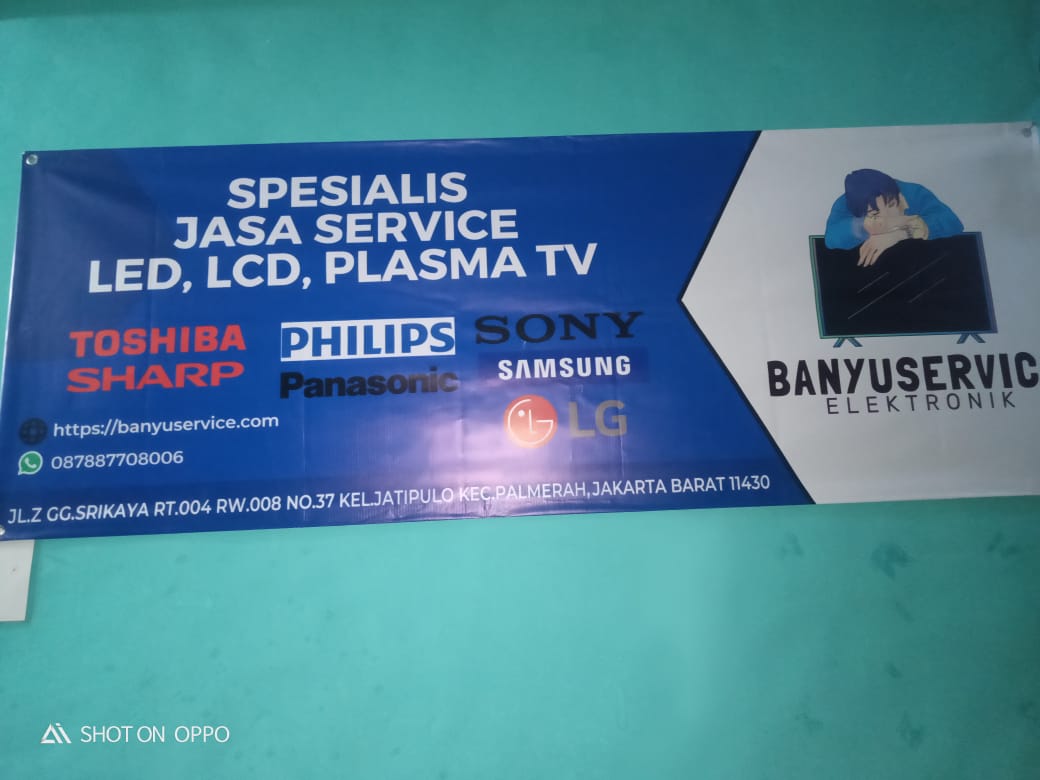 SPESIALIS
JASA SERVICE
LED, LCD, PLASMA TV
TOSHIBA
PHILIPS
SONY
SHARP
Panasonic
SAMSUNG
LG
https://banyuservice.com
087887708006
JL.Z GG.SRIKAYA RT.004 RW.008 NO.37 KEL.JATIPULO KEC.PALMERAH,JAKARTA BARAT 11430
BANYUSERVIC
ELEKTRONIK
SHOT ON OPPO